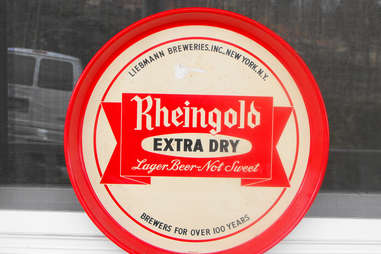 LIEBMANN BREWERIES, INC., NEW YORK, N.Y.
Rheingold
EXTRA DRY
Lager Beer-Not Sweet
BREWERS FOR OVER 100 YEARS